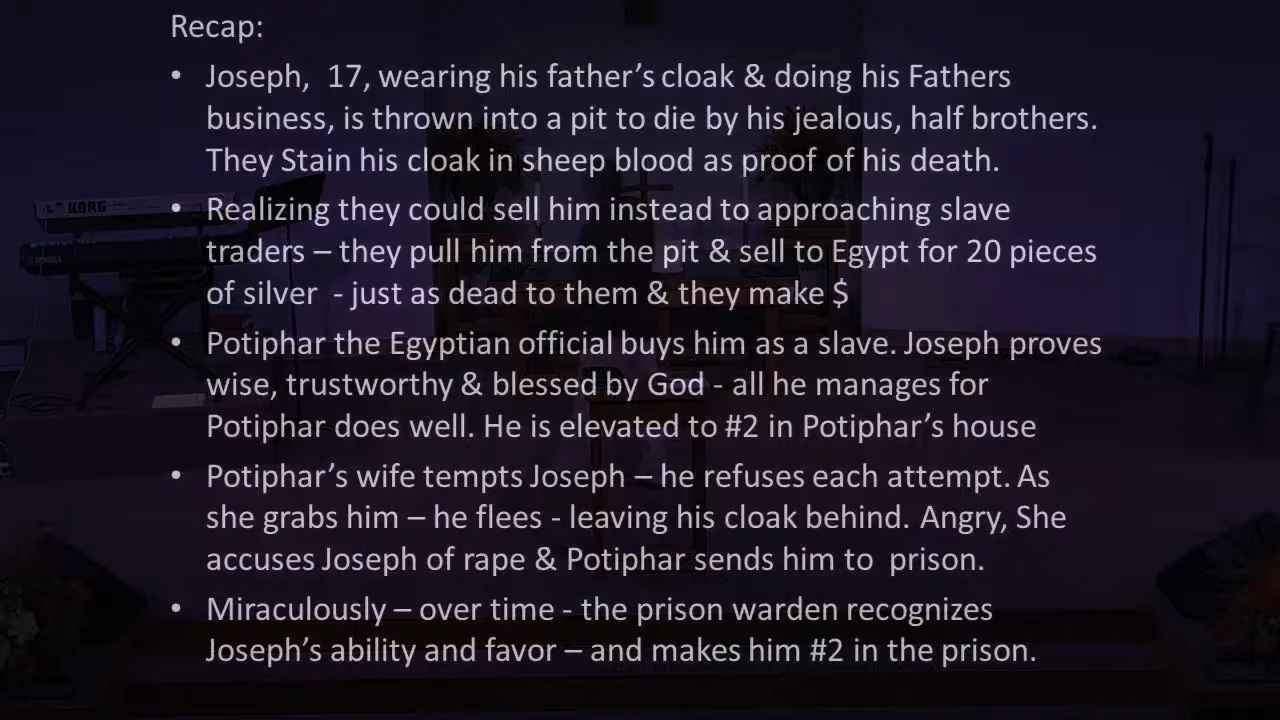 Recap:
• Joseph,  17, wearing his father’s cloak & doing his Fathers
business, is thrown into a pit to die by his jealous, half brothers.
They Stain his cloak in sheep blood as proof of his death.
KORG
• Realizing they could sell him instead to approaching slave
traders – they pull him from the pit & sell to Egypt for 20 pieces
of silver  - just as dead to them & they make $
• Potiphar the Egyptian official buys him as a slave. Joseph proves
wise, trustworthy & blessed by God - all he manages for
Potiphar does well. He is elevated to #2 in Potiphar’s house
• Potiphar’s wife tempts Joseph – he refuses each attempt. As
she grabs him – he flees - leaving his cloak behind. Angry, She
accuses Joseph of rape & Potiphar sends him to  prison.
• Miraculously – over time - the prison warden recognizes
Joseph’s ability and favor – and makes him #2 in the prison.